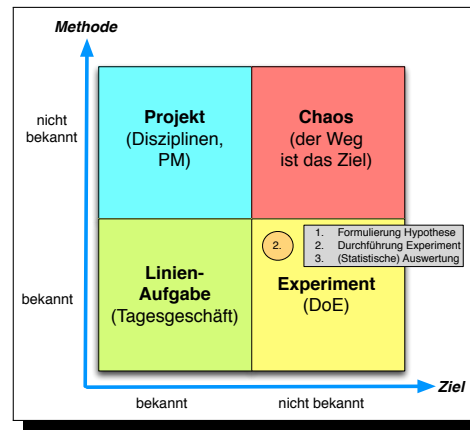 Methode
nicht
bekannt
Projekt
(Disziplinen,
PM)
Chaos
(der Weg
ist das Ziel)
2.
1. Formulierung Hypothese
2. Durchführung Experiment
3. (Statistische) Auswertung
bekannt
Linien-
Aufgabe
(Tagesgeschäft)
Experiment
(DoE)
Ziel
bekannt
nicht bekannt